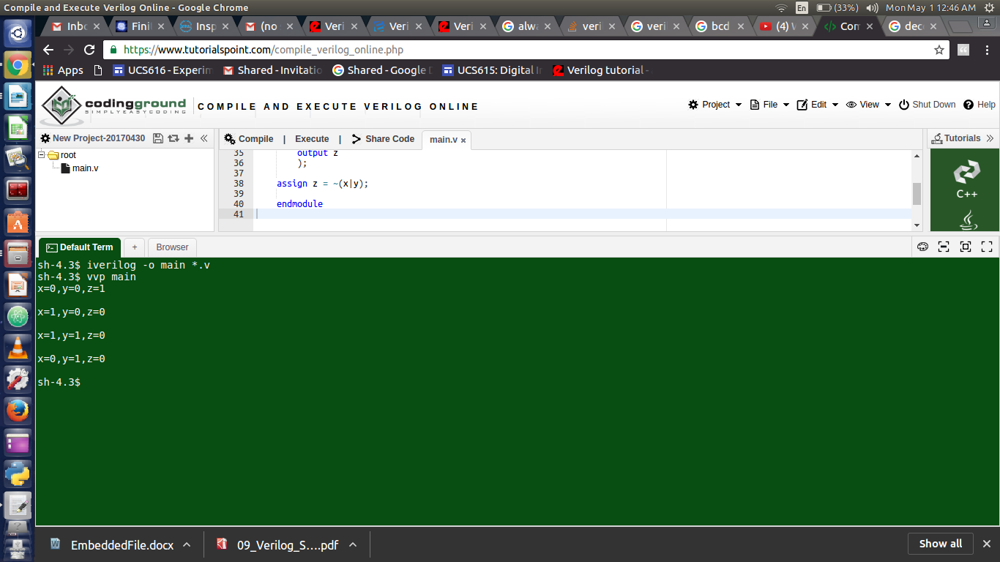 Compile and Execute Verilog Online - Google Chrome
En (33%) Mon May 1 12:46 AM
Inbo Finit Insp (no Veri Veri Veri alwa veril veril bcd (4) Com deco
https://www.tutorialspoint.com/compile_verilog_online.php
Apps UCS616 - Experim Shared - Invitatio Shared - Google D UCS615: Digital I Verilog tutorial -
codingground COMPILE AND EXECUTE VERILOG ONLINE Project File Edit View Shut Down Help
SIMPLYEASYCODING
New Project-20170430 Compile | Execute | Share Code main.v x Tutorials
root
main.v
35 output z
36 );
37
38 assign z = ~(x|y);
39
40 endmodule
41
C++
Default Term + Browser
sh-4.3$ iverilog -o main *.v
sh-4.3$ vvp main
x=0,y=0,z=1
x=1,y=0,z=0
x=1,y=1,z=0
x=0,y=1,z=0
sh-4.3$
EmbeddedFile.docx 09_Verilog_S....pdf Show all